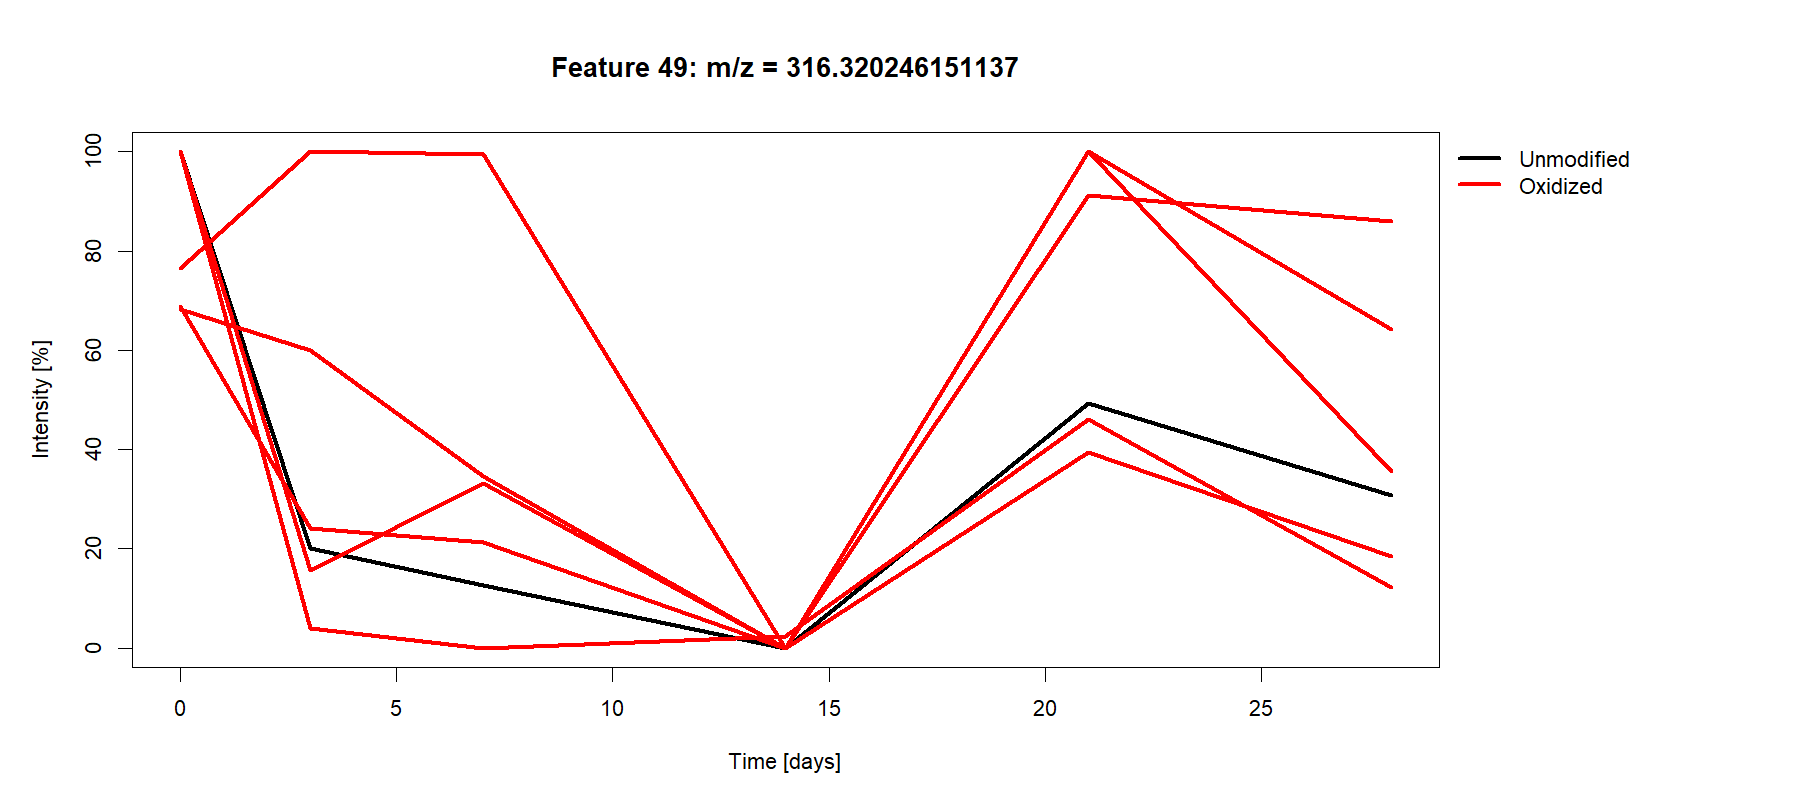 Feature 49: m/z = 316.320246151137
Unmodified
Oxidized
Intensity [%]
100
80
60
40
20
0
0 5 10 15 20 25
Time [days]